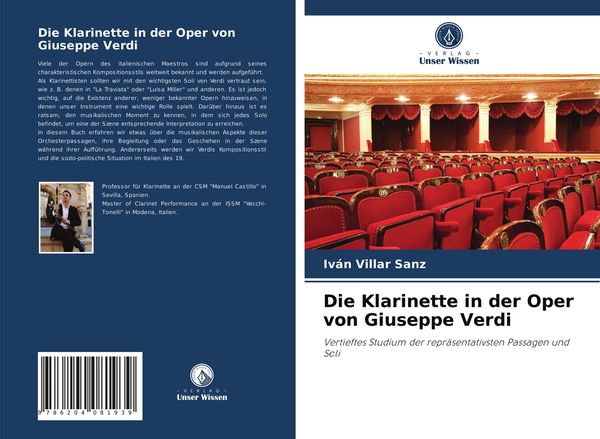 Die Klarinette in der Oper von
Giuseppe Verdi
Viele der Opern des italienischen Maestros sind aufgrund seines
charakteristischen Kompositionsstils weltweit bekannt und werden aufgeführt.
Als Klarinettisten sollten wir mit den wichtigsten Soli von Verdi vertraut sein,
wie z. B. denen in "La Traviata" oder "Luisa Miller" und anderen. Es ist jedoch
wichtig, auf die Existenz anderer, weniger bekannter Opern hinzuweisen, in
denen unser Instrument eine wichtige Rolle spielt. Darüber hinaus ist es
ratsam, den musikalischen Moment zu kennen, in dem sich jedes Solo
befindet, um eine der Szene entsprechende Interpretation zu erreichen.
In diesem Buch erfahren wir etwas über die musikalischen Aspekte dieser
Orchesterpassagen, ihre Begleitung oder das Geschehen in der Szene
während ihrer Aufführung. Andererseits werden wir Verdis Kompositionsstil
und die sozio-politische Situation im Italien des 19.
Professor für Klarinette an der CSM "Manuel Castillo" in
Sevilla, Spanien.
Master of Clarinet Performance an der ISSM "Vecchi-
Tonelli" in Modena, Italien.
9 786204 081939
VERLAG
Unser Wissen
VERLAG
Unser Wissen
Iván Villar Sanz
Die Klarinette in der Oper
von Giuseppe Verdi
Vertieftes Studium der repräsentativsten Passagen und
Soli